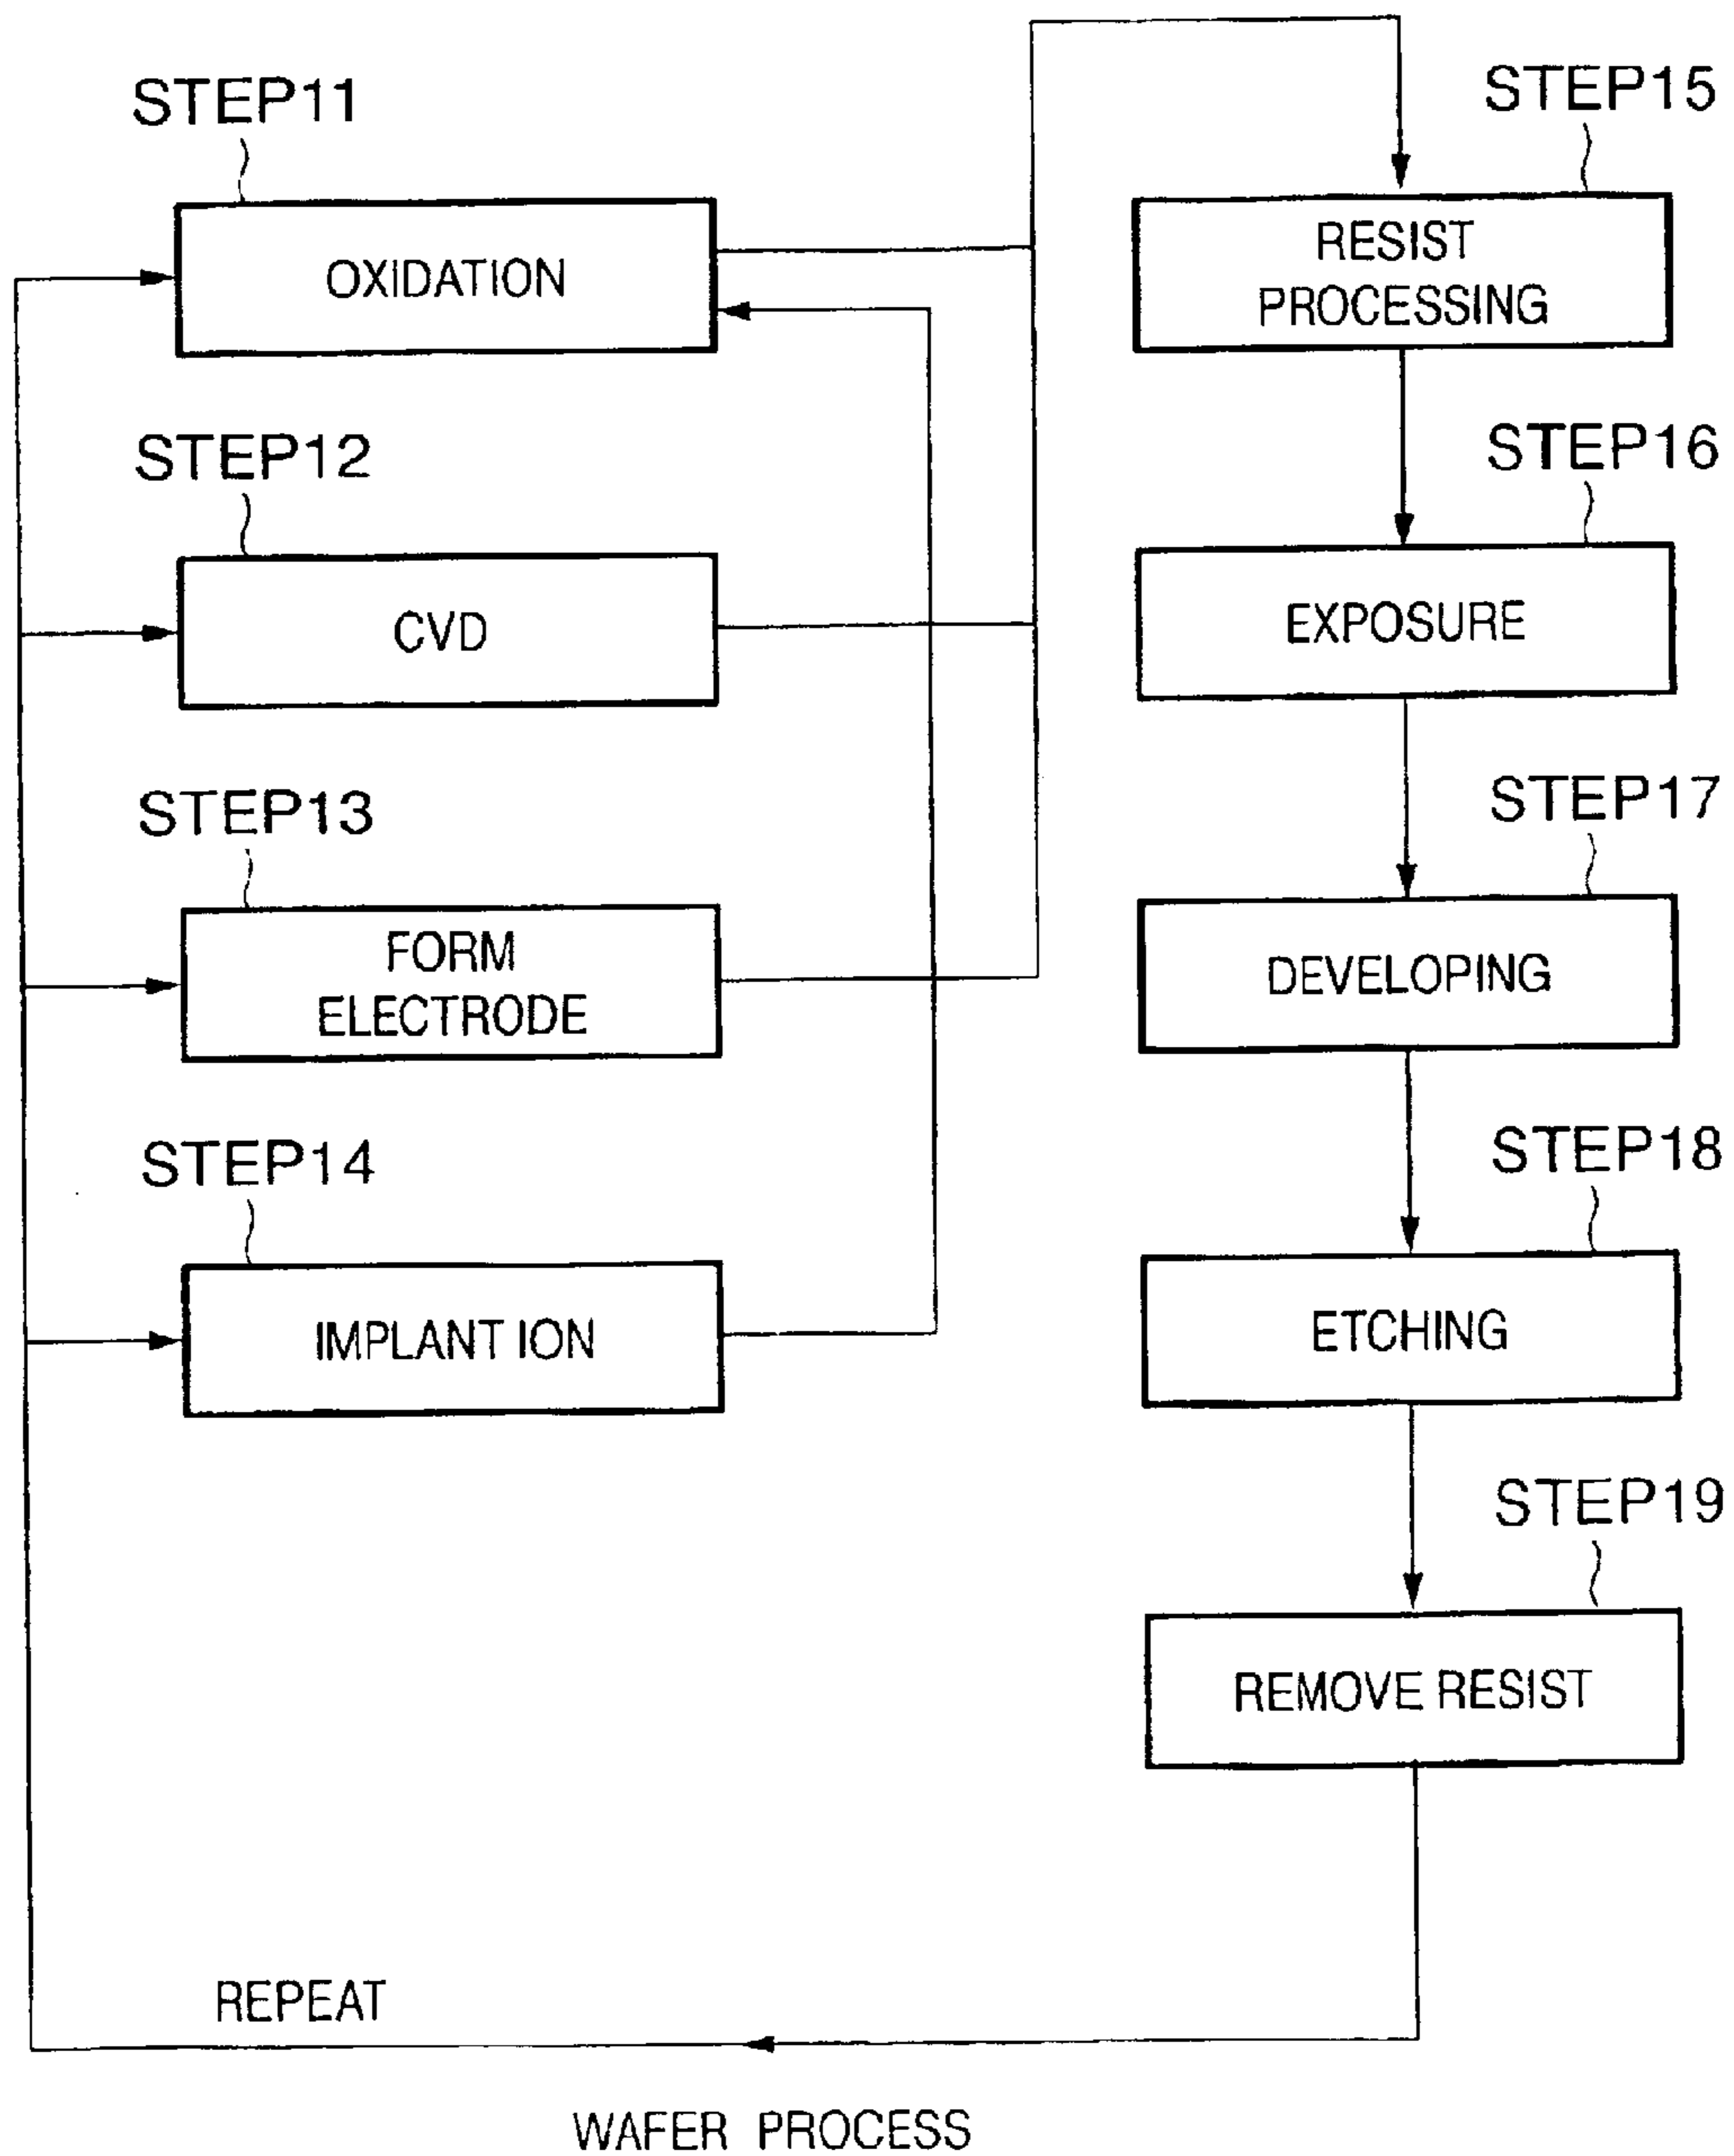 STEP11
OXIDATION
STEP12
CVD
STEP13
FORM
ELECTRODE
STEP14
IMPLANT ION
STEP15
RESIST
PROCESSING
STEP16
EXPOSURE
STEP17
DEVELOPING
STEP18
ETCHING
STEP19
REMOVE RESIST
REPEAT
WAFER PROCESS